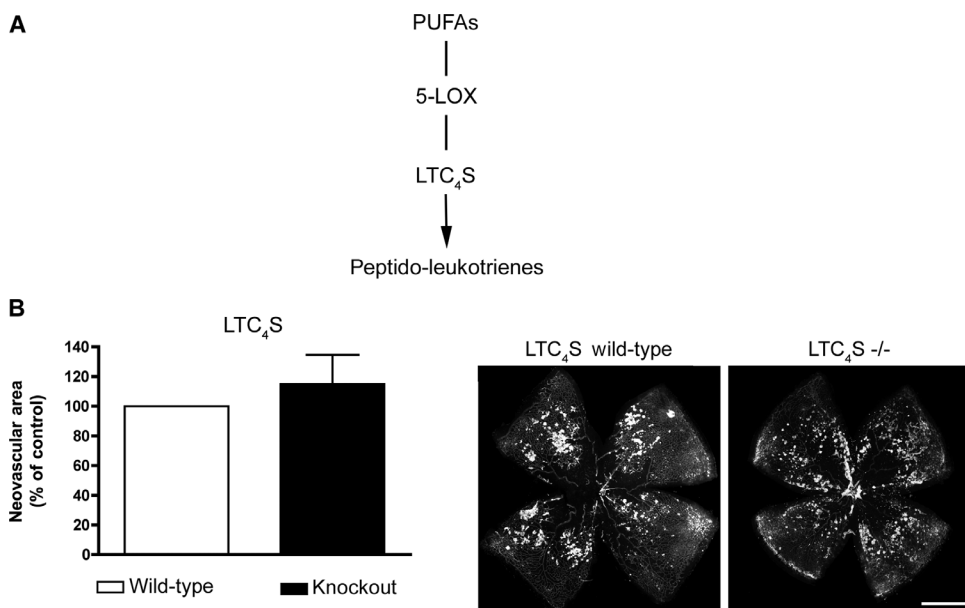 A
PUFAs
5-LOX
LTC₄S
Peptido-leukotrienes
B
LTC₄S
Neovascular area
(% of control)
140
120
100
80
60
40
20
0
Wild-type
Knockout
LTC₄S wild-type
LTC₄S -/-